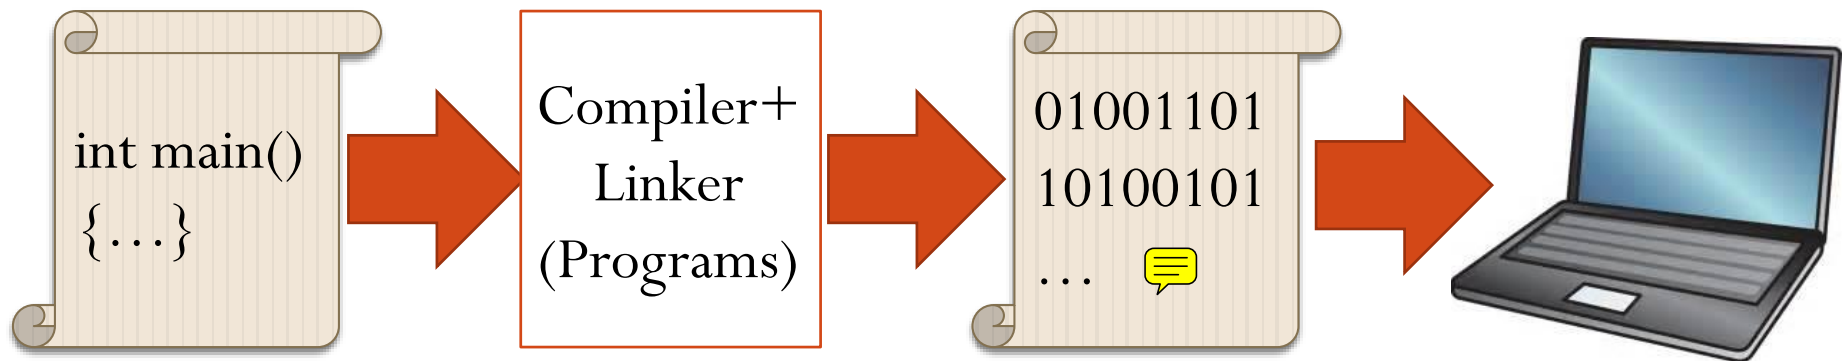 int main()
{...}
Compiler+
Linker
(Programs)
01001101
10100101
...